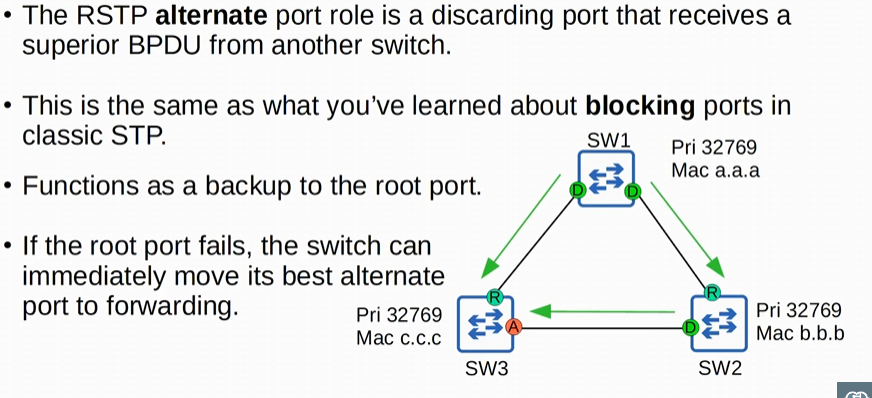 • The RSTP alternate port role is a discarding port that receives a
superior BPDU from another switch.
• This is the same as what you’ve learned about blocking ports in
classic STP.
• Functions as a backup to the root port.
• If the root port fails, the switch can
immediately move its best alternate
port to forwarding.
SW1
Pri 32769
Mac a.a.a
D
D
R
R
Pri 32769
Mac c.c.c
A
D
Pri 32769
Mac b.b.b
SW3
SW2